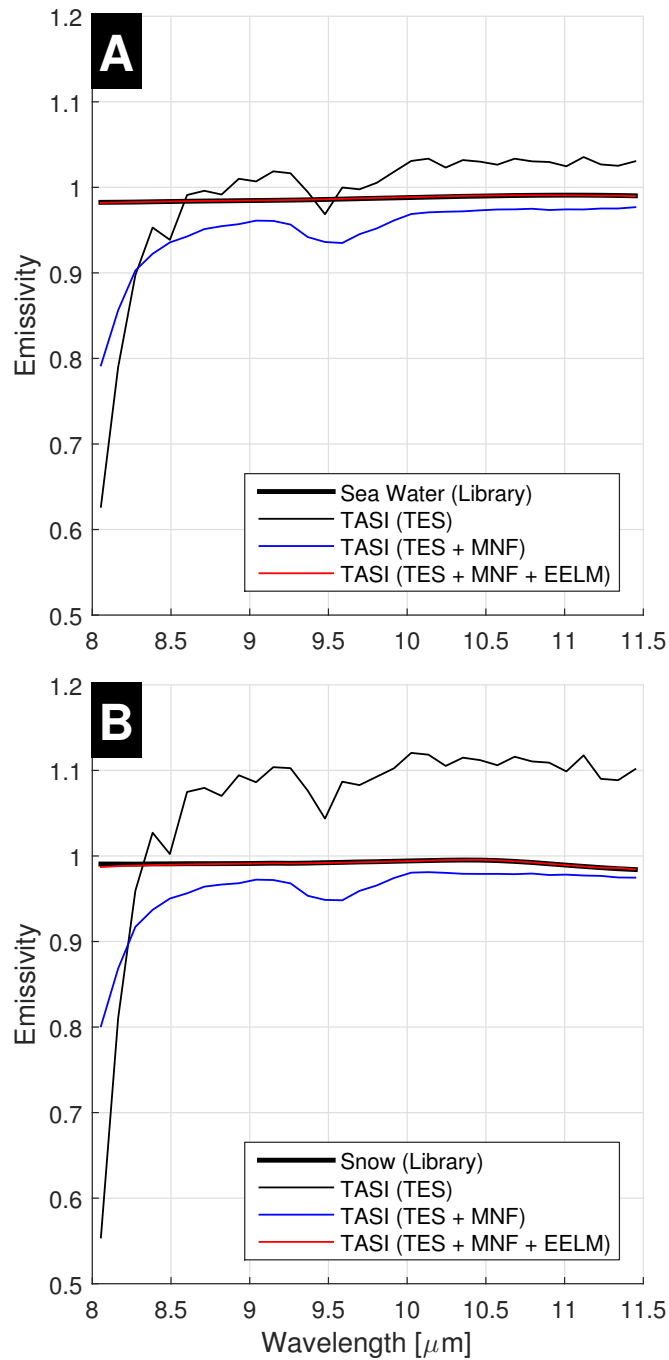 A
1.2
1.1
1
0.9
0.8
0.7
0.6
0.5
Emissivity
Sea Water (Library)
TASI (TES)
TASI (TES + MNF)
TASI (TES + MNF + EELM)
8 8.5 9 9.5 10 10.5 11 11.5
B
1.2
1.1
1
0.9
0.8
0.7
0.6
0.5
Emissivity
Snow (Library)
TASI (TES)
TASI (TES + MNF)
TASI (TES + MNF + EELM)
8 8.5 9 9.5 10 10.5 11 11.5
Wavelength [μm]